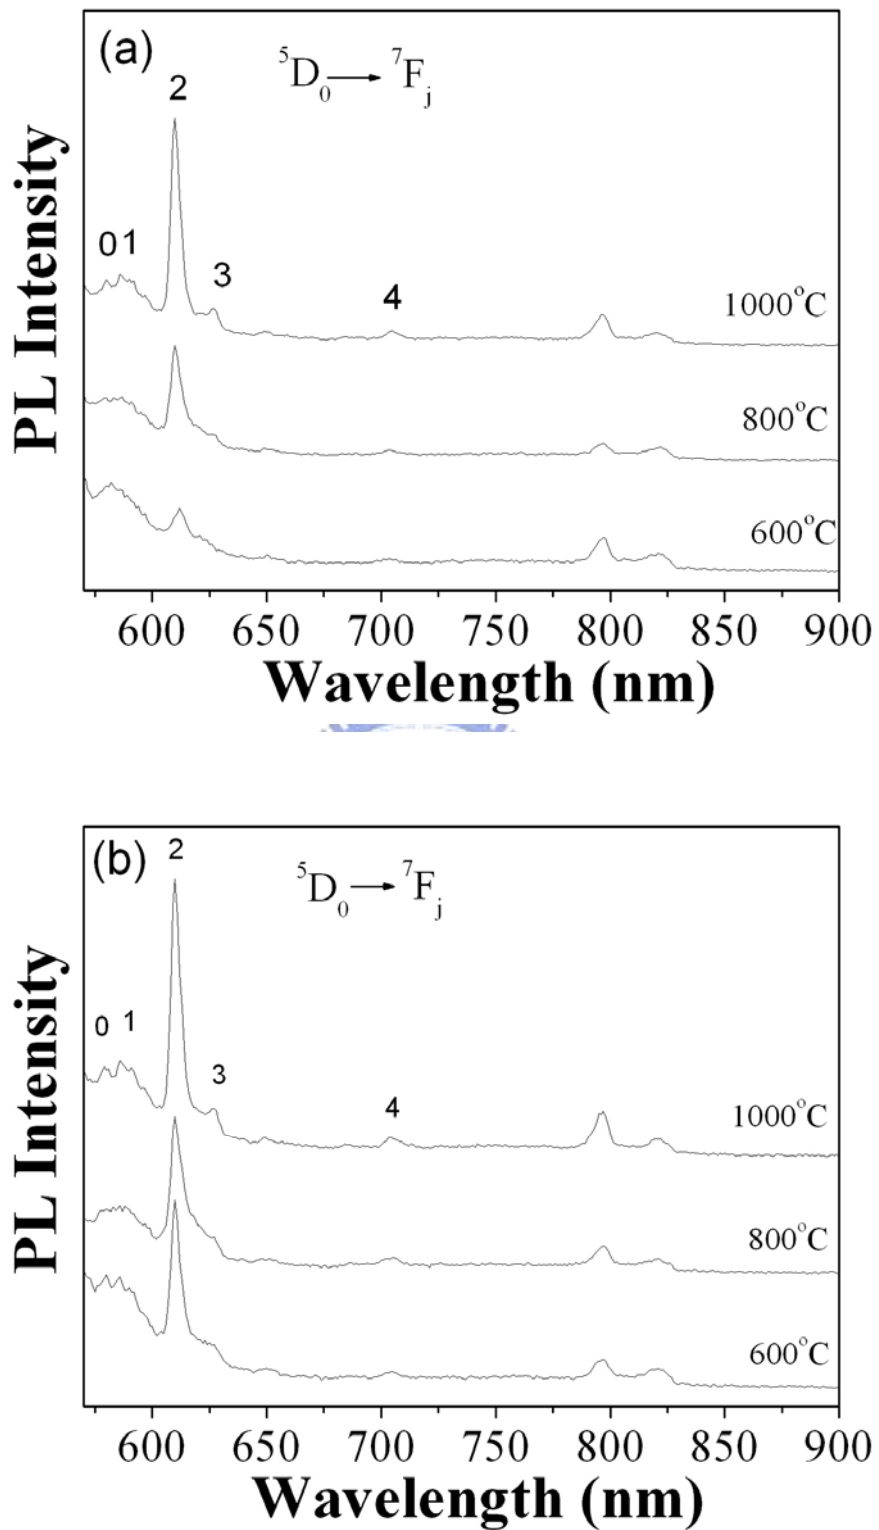 (a)
⁵D₀ → ⁷Fⱼ
2
0 1
3
4
1000°C
800°C
600°C
PL Intensity
600 650 700 750 800 850 900
Wavelength (nm)
(b)
2
⁵D₀ → ⁷Fⱼ
0 1
3
4
1000°C
800°C
600°C
PL Intensity
600 650 700 750 800 850 900
Wavelength (nm)